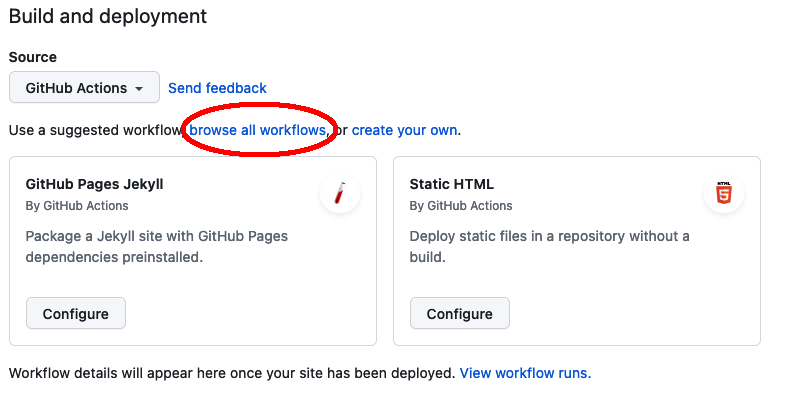 Build and deployment
Source
GitHub Actions
Send feedback
Use a suggested workflow, browse all workflows, or create your own.
GitHub Pages Jekyll
By GitHub Actions
Package a Jekyll site with GitHub Pages
dependencies preinstalled.
Configure
Static HTML
By GitHub Actions
HTML
5
Deploy static files in a repository without a
build.
Configure
Workflow details will appear here once your site has been deployed. View workflow runs.